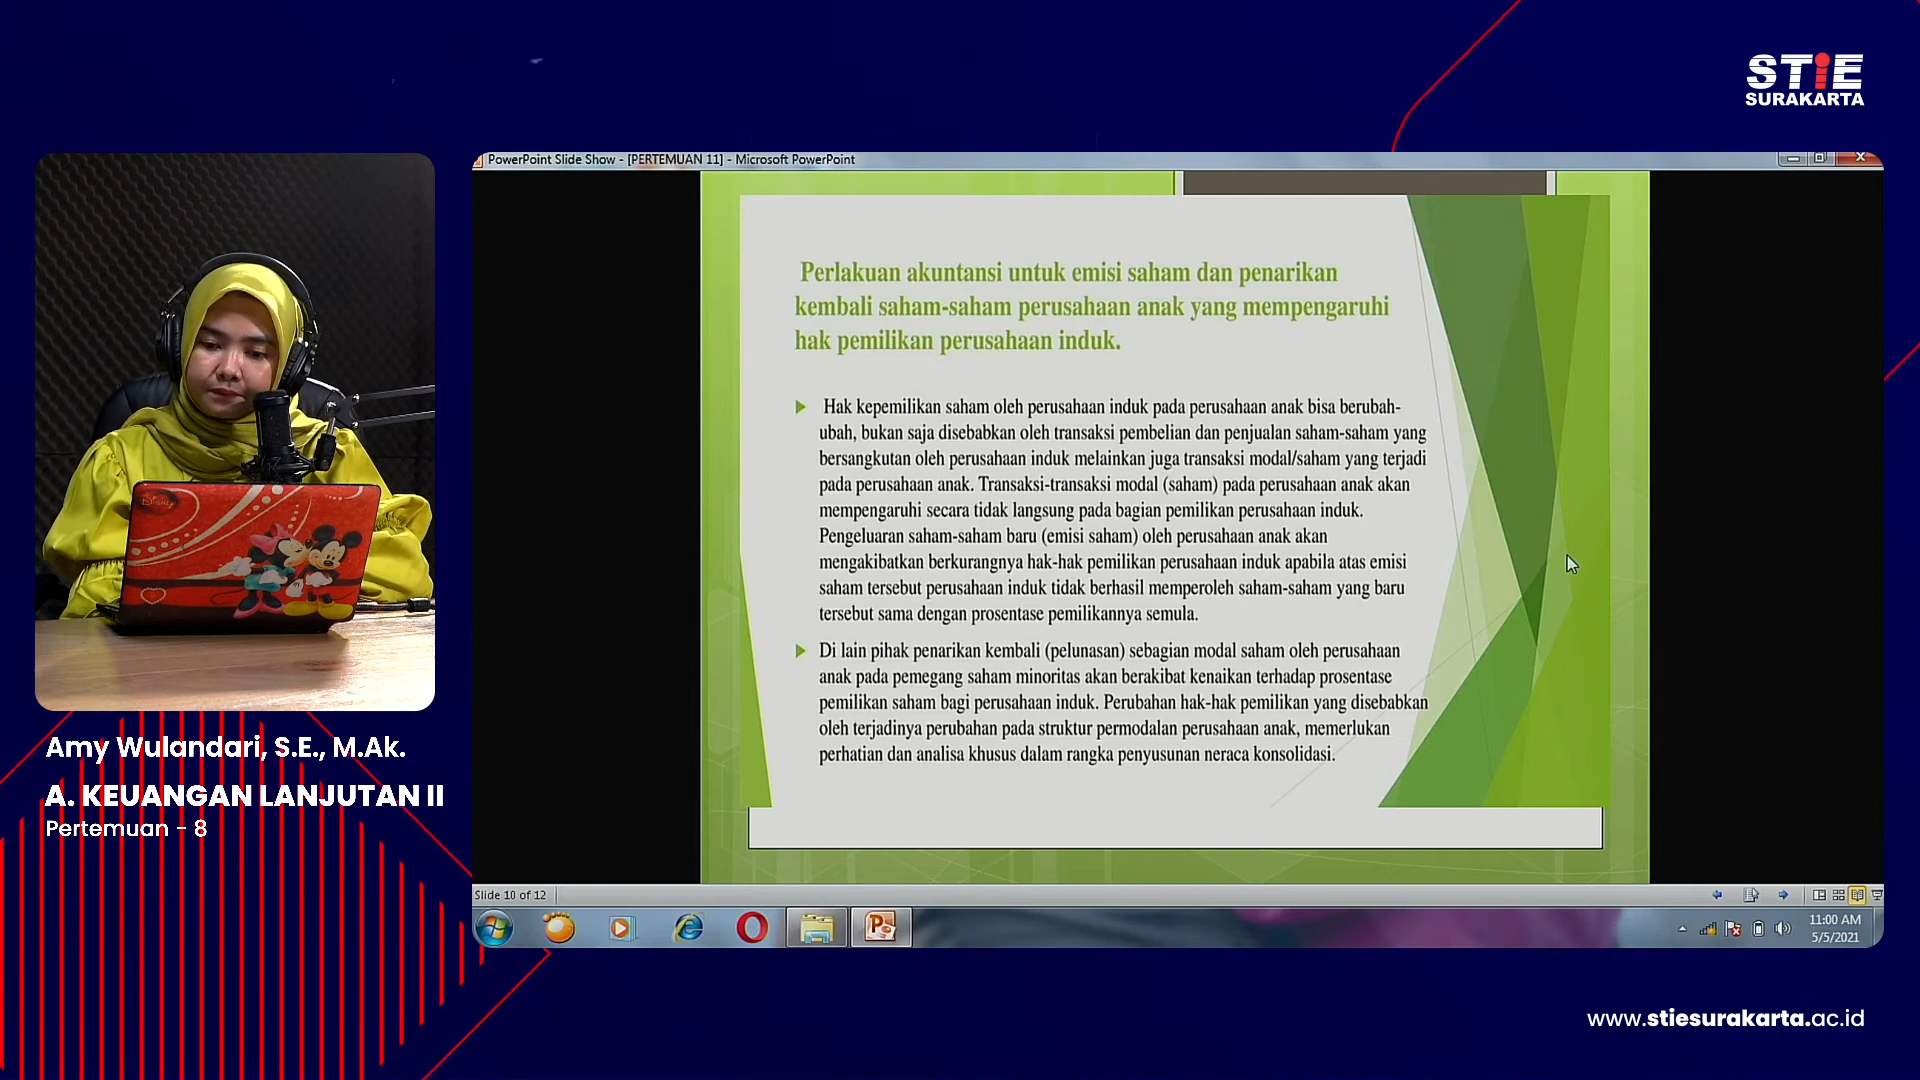 STiE
SURAKARTA
PowerPoint Slide Show - [PERTEMUAN 11] - Microsoft PowerPoint
Perlakuan akuntansi untuk emisi saham dan penarikan
kembali saham-saham perusahaan anak yang mempengaruhi
hak pemilikan perusahaan induk.
Hak kepemilikan saham oleh perusahaan induk pada perusahaan anak bisa berubah-
ubah, bukan saja disebabkan oleh transaksi pembelian dan penjualan saham-saham yang
bersangkutan oleh perusahaan induk melainkan juga transaksi modal/saham yang terjadi
pada perusahaan anak. Transaksi-transaksi modal (saham) pada perusahaan anak akan
mempengaruhi secara tidak langsung pada bagian pemilikan perusahaan induk.
Pengeluaran saham-saham baru (emisi saham) oleh perusahaan anak akan
mengakibatkan berkurangnya hak-hak pemilikan perusahaan induk apabila atas emisi
saham tersebut perusahaan induk tidak berhasil memperoleh saham-saham yang baru
tersebut sama dengan prosentase pemilikannya semula.
Di lain pihak penarikan kembali (pelunasan) sebagian modal saham oleh perusahaan
anak pada pemegang saham minoritas akan berakibat kenaikan terhadap prosentase
pemilikan saham bagi perusahaan induk. Perubahan hak-hak pemilikan yang disebabkan
oleh terjadinya perubahan pada struktur permodalan perusahaan anak, memerlukan
perhatian dan analisa khusus dalam rangka penyusunan neraca konsolidasi.
Disney
Amy Wulandari, S.E., M.Ak.
A. KEUANGAN LANJUTAN II
Pertemuan - 8
Slide 10 of 12
11:00 AM
5/5/2021
www.stiesurakarta.ac.id